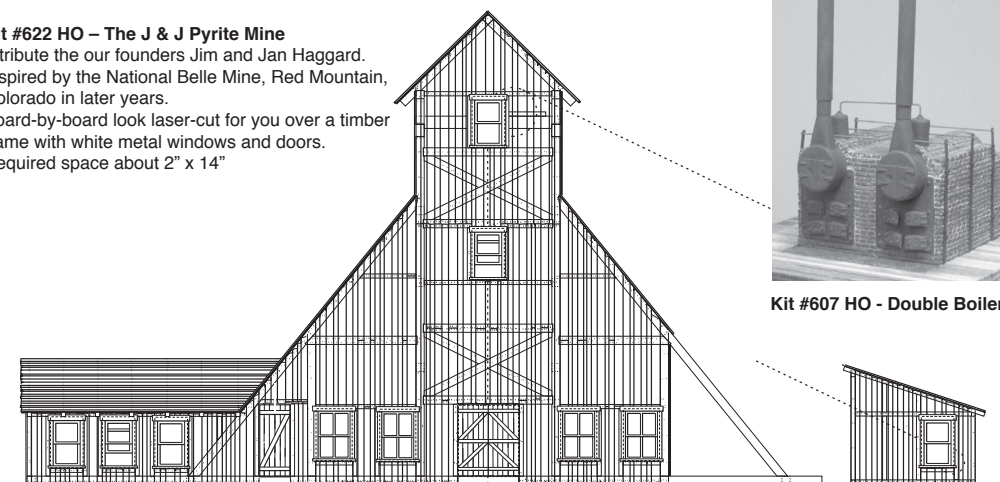 it #622 HO – The J & J Pyrite Mine
tribute the our founders Jim and Jan Haggard.
spired by the National Belle Mine, Red Mountain,
olorado in later years.
oard-by-board look laser-cut for you over a timber
ame with white metal windows and doors.
equired space about 2” x 14”
Kit #607 HO - Double Boiler